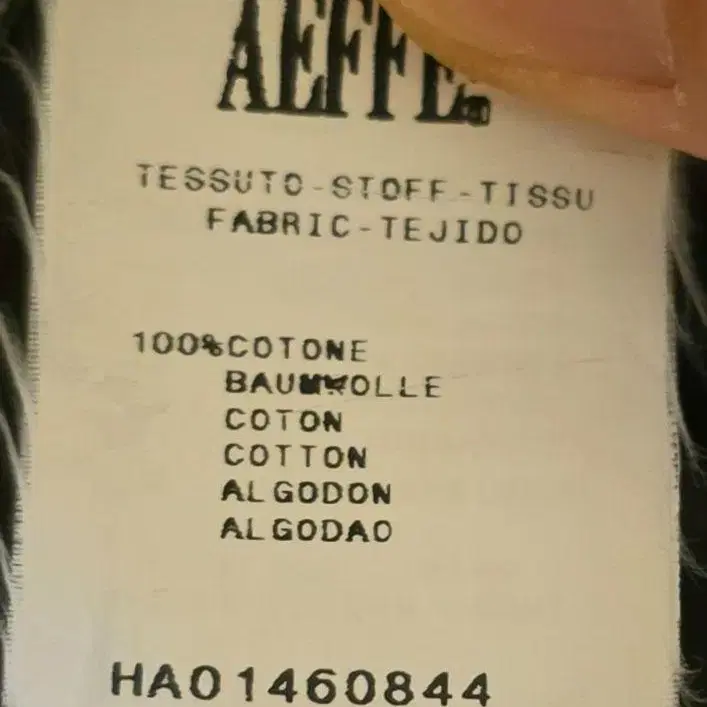 AEFFE
TESSUTO-STOFF-TISSU
FABRIC-TEJIDO
100%COTONE
BAUMWOLLE
COTON
COTTON
ALGODON
ALGODAO
HA01460844